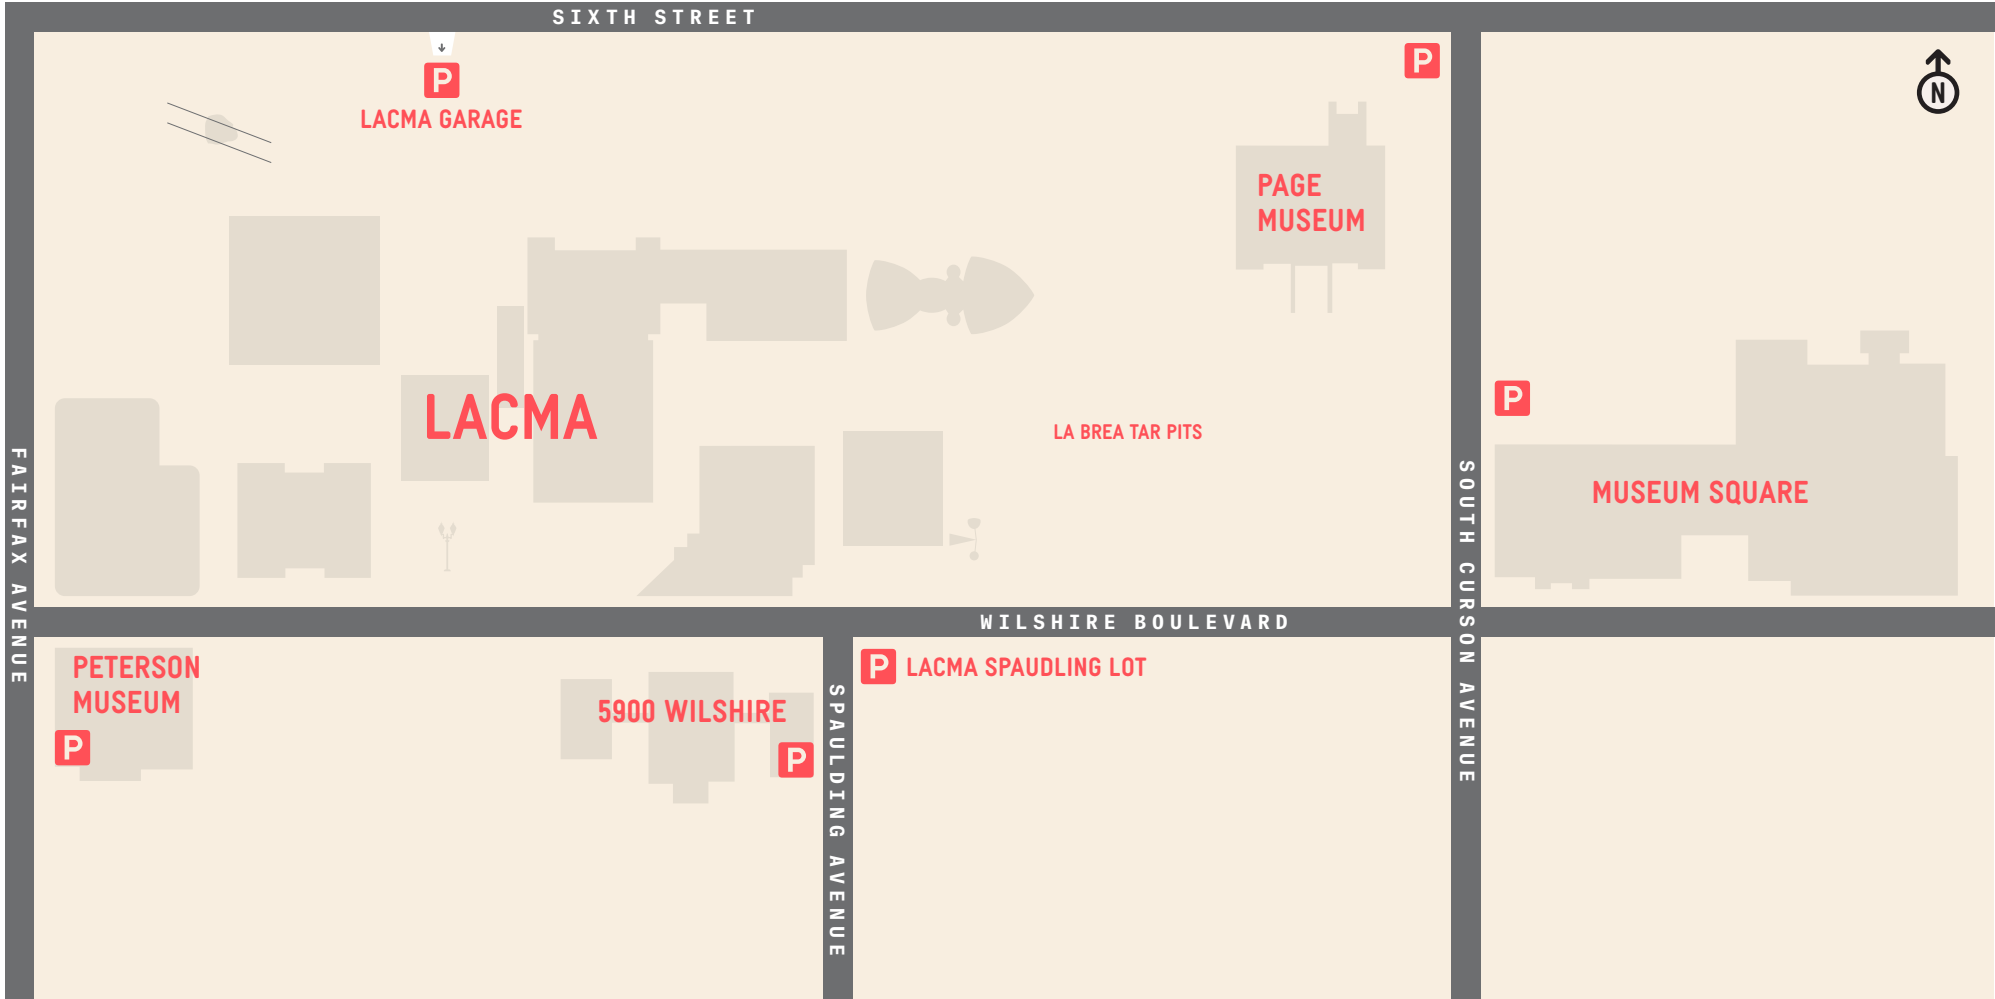 SIXTH STREET
P
LACMA GARAGE
P
N
PAGE
MUSEUM
LACMA
LA BREA TAR PITS
P
MUSEUM SQUARE
FAIRFAX AVENUE
SOUTH CURSON AVENUE
WILSHIRE BOULEVARD
PETERSON
MUSEUM
P
5900 WILSHIRE
P
SPAULDING AVENUE
P LACMA SPAUDLING LOT